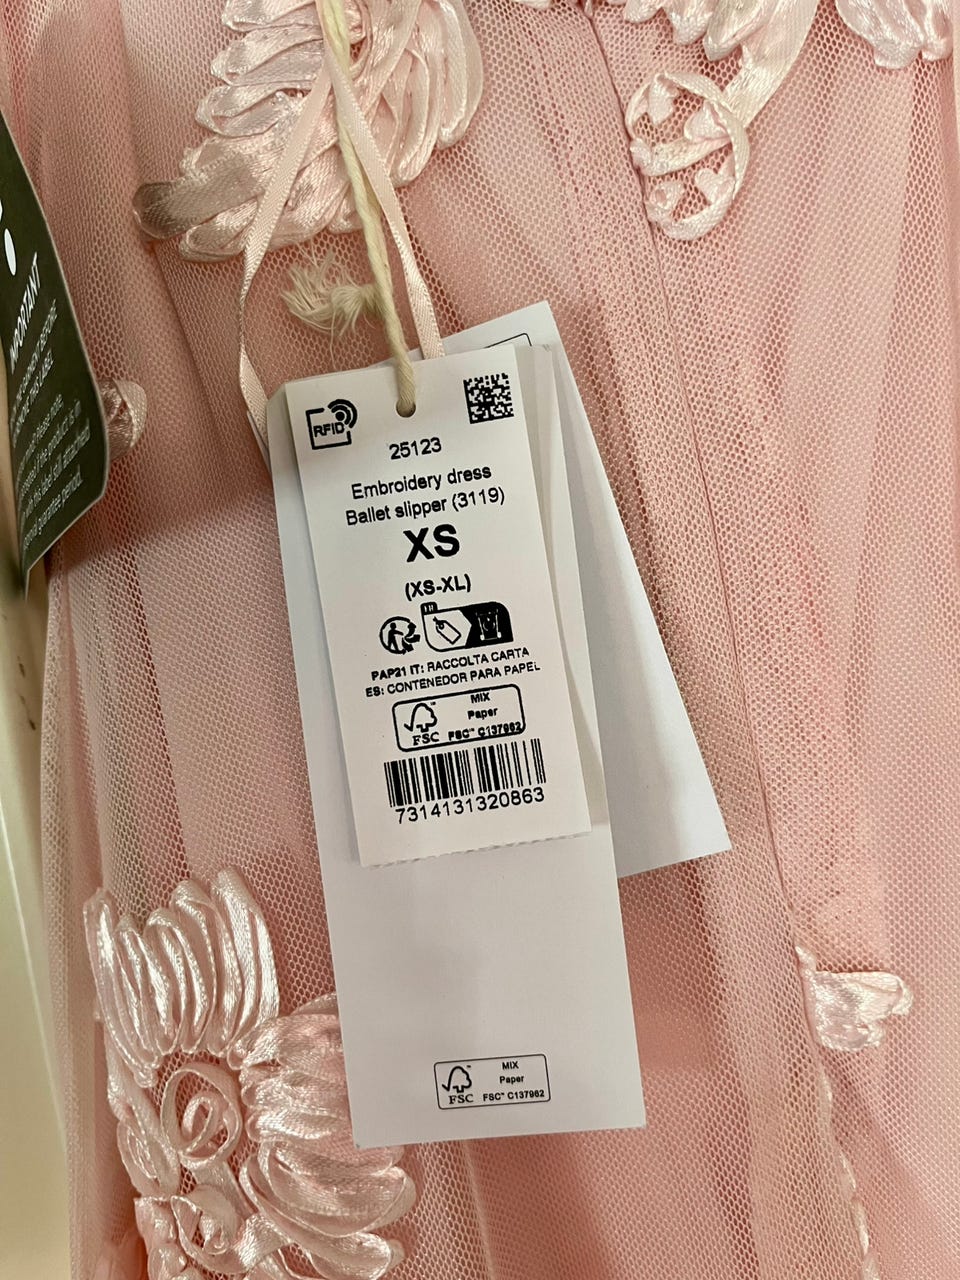 IMPORTANT
RFID
25123
Embroidery dress
Ballet slipper (3119)
XS
(XS-XL)
FR
PAP21 IT: RACCOLTA CARTA
ES: CONTENEDOR PARA PAPEL
MIX
Paper
FSC™ C137962
FSC
7314131320863
MIX
Paper
FSC™ C137962
FSC